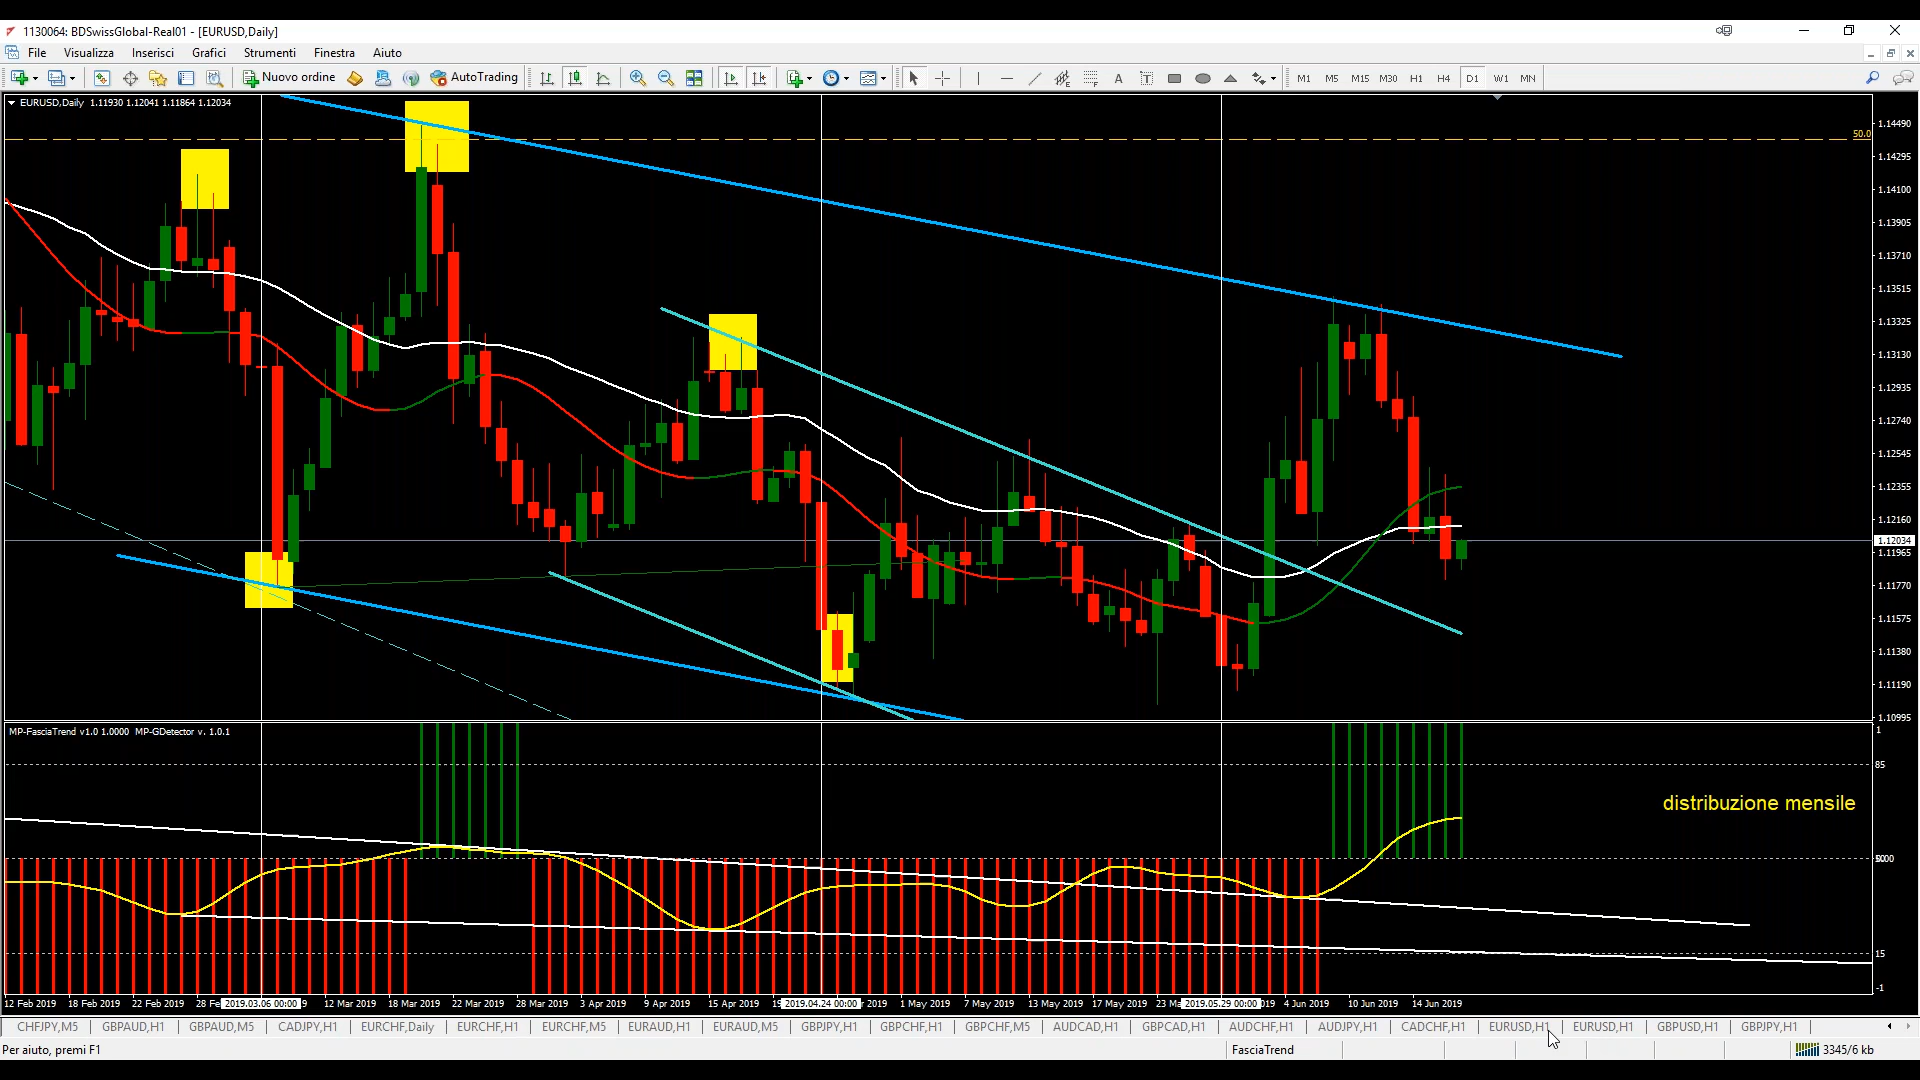 1130064: BDSwissGlobal-Real01 - [EURUSD,Daily]
File Visualizza Inserisci Grafici Strumenti Finestra Aiuto
Nuovo ordine AutoTrading A T M1 M5 M15 M30 H1 H4 D1 W1 MN
EURUSD,Daily 1.11930 1.12041 1.11864 1.12034
1.14490
50.0
1.14295
1.14100
1.13905
1.13710
1.13515
1.13325
1.13130
1.12935
1.12740
1.12545
1.12355
1.12160
1.12034
1.11965
1.11770
1.11575
1.11380
1.11190
1.10995
MP-FasciaTrend v1.0 1.0000 MP-GDetector v. 1.0.1
1
85
distribuzione mensile
15
-1
12 Feb 2019 18 Feb 2019 22 Feb 2019 28 Fe 2019.03.06 00:00 9 12 Mar 2019 18 Mar 2019 22 Mar 2019 28 Mar 2019 3 Apr 2019 9 Apr 2019 15 Apr 2019 19 2019.04.24 00:00 r 2019 1 May 2019 7 May 2019 13 May 2019 17 May 2019 23 Ma 2019.05.29 00:00 019 4 Jun 2019 10 Jun 2019 14 Jun 2019
CHFJPY,M5 GBPAUD,H1 GBPAUD,M5 CADJPY,H1 EURCHF,Daily EURCHF,H1 EURCHF,M5 EURAUD,H1 EURAUD,M5 GBPJPY,H1 GBPCHF,H1 GBPCHF,M5 AUDCAD,H1 GBPCAD,H1 AUDCHF,H1 AUDJPY,H1 CADCHF,H1 EURUSD,H1 EURUSD,H1 GBPUSD,H1 GBPJPY,H1
Per aiuto, premi F1 FasciaTrend 3345/6 kb